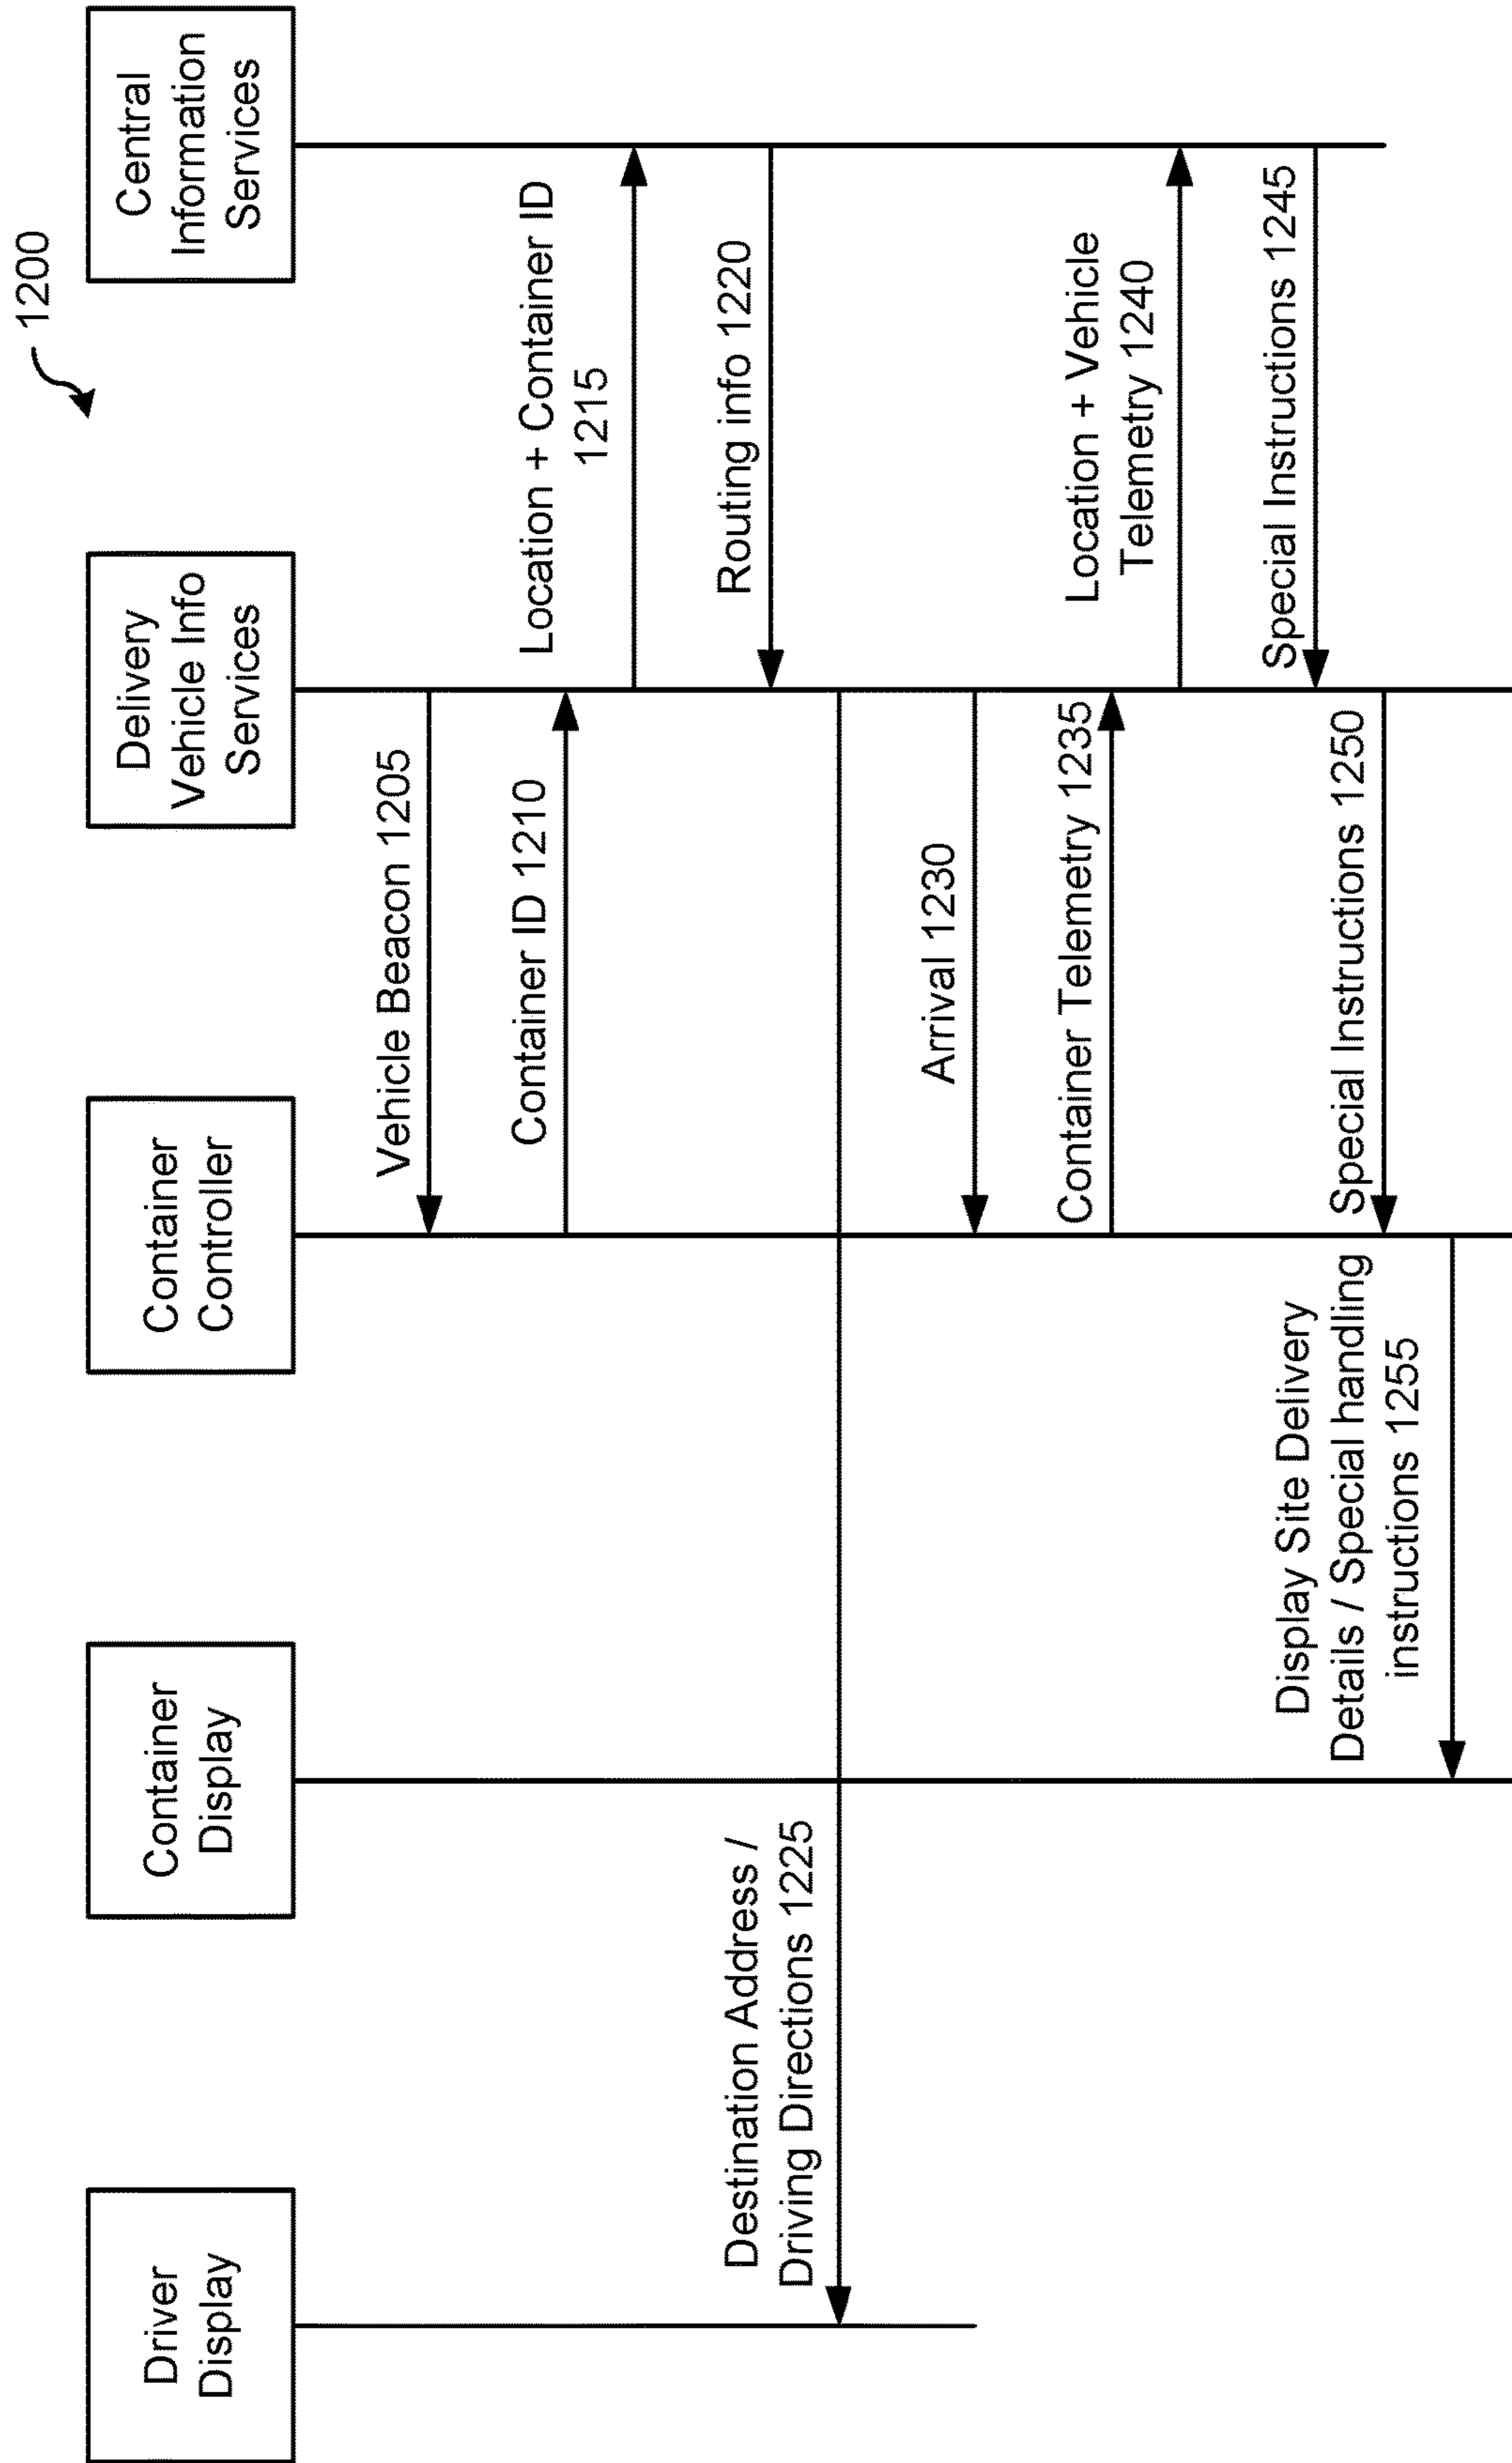 1200
Driver
Display
Container
Display
Container
Controller
Delivery
Vehicle Info
Services
Central
Information
Services
Vehicle Beacon 1205
Container ID 1210
Location + Container ID
1215
Routing info 1220
Destination Address /
Driving Directions 1225
Arrival 1230
Container Telemetry 1235
Location + Vehicle
Telemetry 1240
Special Instructions 1245
Special Instructions 1250
Display Site Delivery
Details / Special handling
instructions 1255